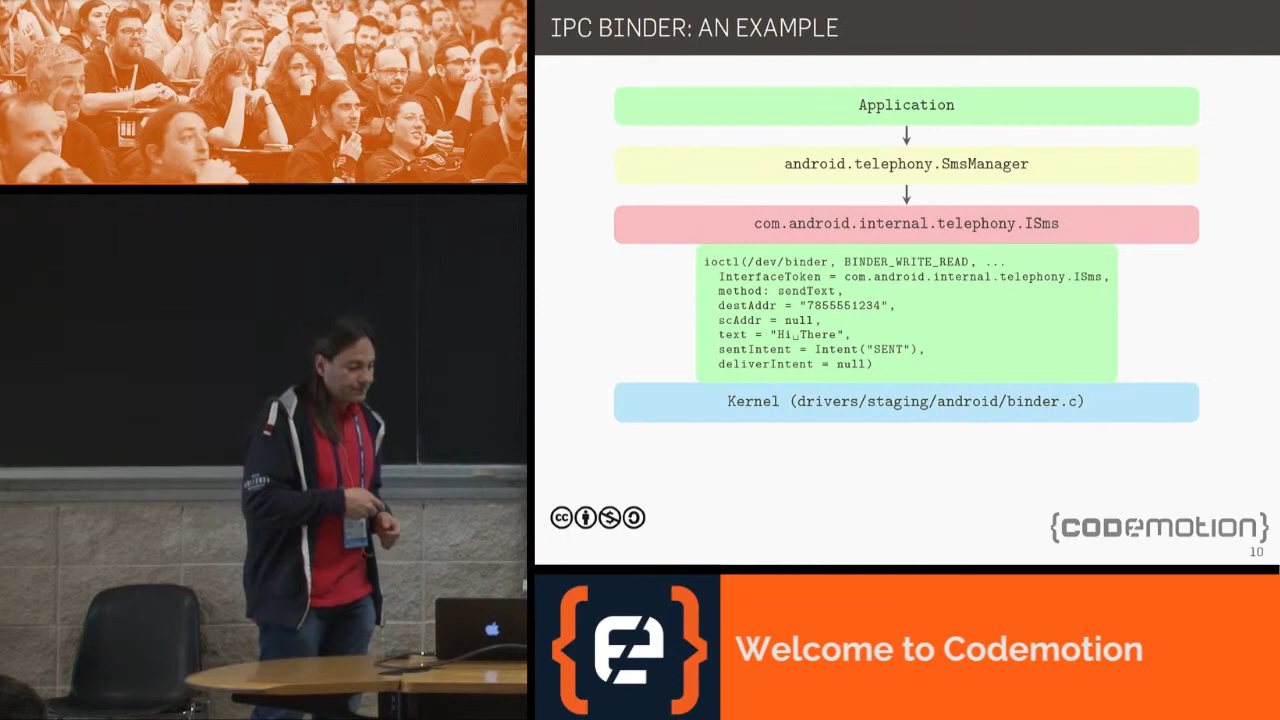 IPC BINDER: AN EXAMPLE
Application
android.telephony.SmsManager
com.android.internal.telephony.ISms
ioctl(/dev/binder, BINDER_WRITE_READ, ...
InterfaceToken = com.android.internal.telephony.ISms,
method: sendText,
destAddr = "7855551234",
scAddr = null,
text = "Hi␣There",
sentIntent = Intent("SENT"),
deliverIntent = null)
Kernel (drivers/staging/android/binder.c)
cc
{CODEMOTION}
10
Welcome to Codemotion